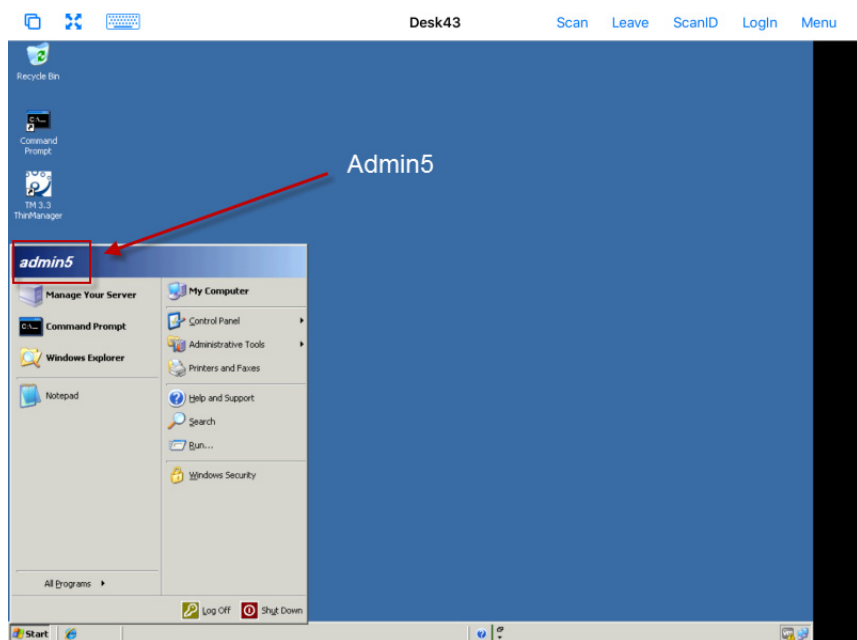 Desk43
Scan
Leave
ScanID
LogIn
Menu
Recycle Bin
Command
Prompt
TM 3.3
ThinManager
Admin5
admin5
Manage Your Server
Command Prompt
Windows Explorer
Notepad
All Programs
My Computer
Control Panel
Administrative Tools
Printers and Faxes
Help and Support
Search
Run...
Windows Security
Log Off
Shut Down
Start